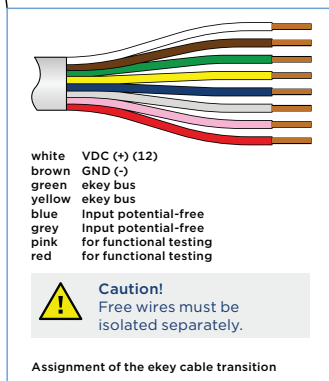 white VDC (+) (12)
brown GND (-)
green ekey bus
yellow ekey bus
blue Input potential-free
grey Input potential-free
pink for functional testing
red for functional testing
Caution!
Free wires must be
isolated separately.
Assignment of the ekey cable transition